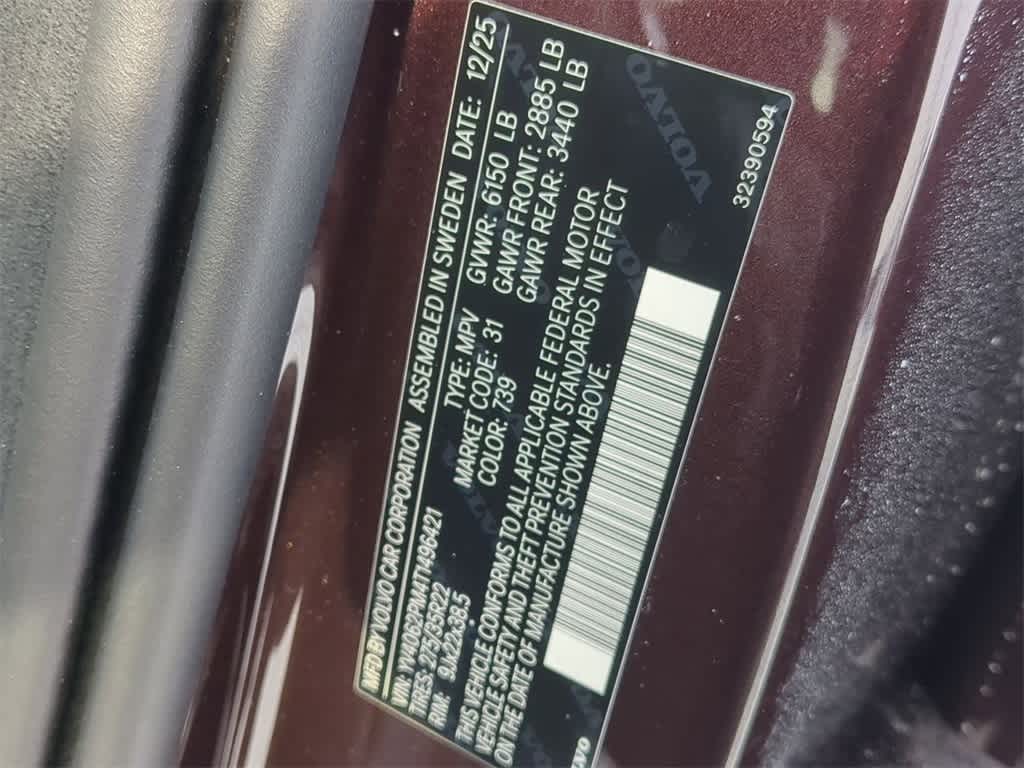 MFD BY VOLVO CAR CORPORATION ASSEMBLED IN SWEDEN DATE: 12/25
TYPE: MPV GVWR: 6150 LB
MARKET CODE: 31 GAWR FRONT: 2885 LB
COLOR: 739 GAWR REAR: 3440 LB
TIRES: 275/35R22
RIM: 9Jx22x38.5
THIS VEHICLE CONFORMS TO ALL APPLICABLE FEDERAL MOTOR
VEHICLE SAFETY AND THEFT PREVENTION STANDARDS IN EFFECT
ON THE DATE OF MANUFACTURE SHOWN ABOVE.
32390594
VOLVO